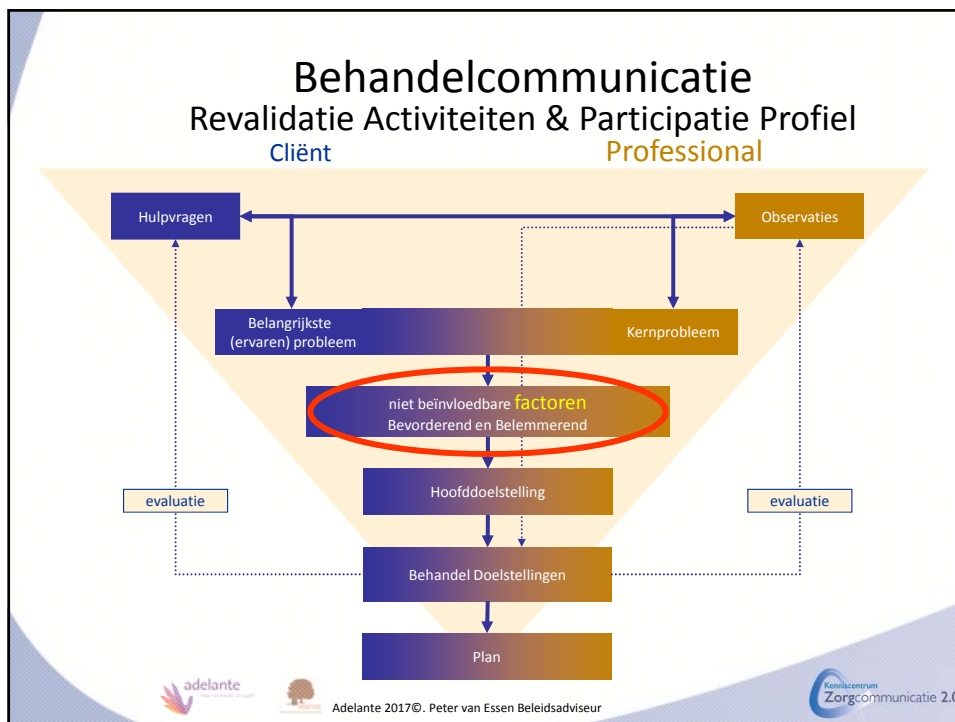 Behandelcommunicatie
Revalidatie Activiteiten & Participatie Profiel
Cliënt Professional
Hulpvragen
Observaties
Belangrijkste
(ervaren) probleem
Kernprobleem
niet beïnvloedbare factoren
Bevorderend en Belemmerend
Hoofddoelstelling
evaluatie
evaluatie
Behandel Doelstellingen
Plan
adelante
Adelante 2017©. Peter van Essen Beleidsadviseur
Kenniscentrum
Zorgcommunicatie 2.0